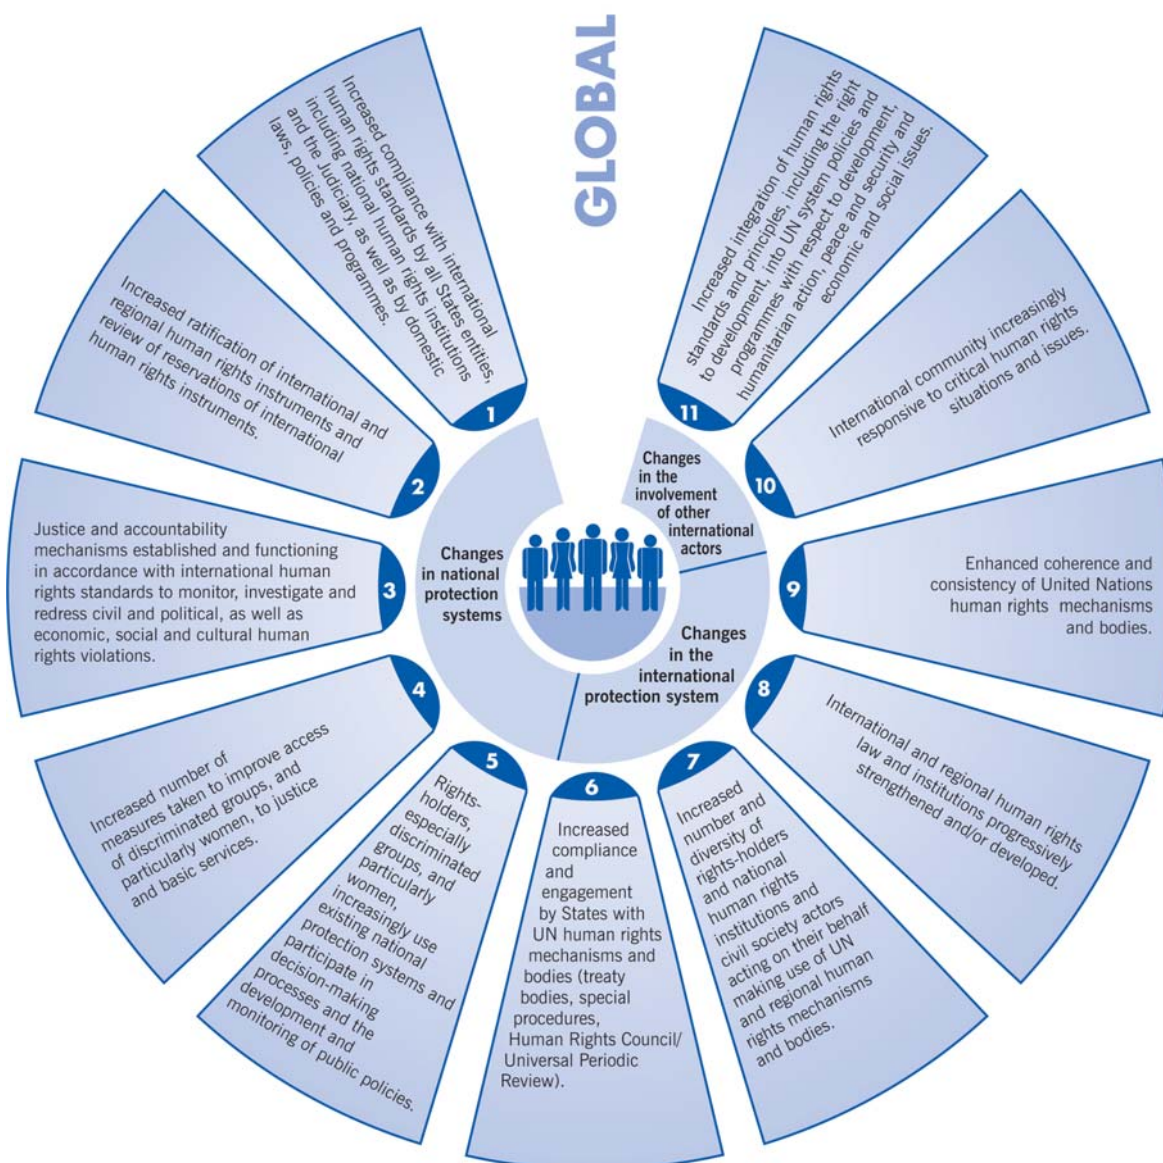 GLOBAL
1
Increased compliance with international
human rights standards by all States entities,
including national human rights institutions
and the Judiciary, as well as by domestic
laws, policies and programmes.
2
Increased ratification of international and
regional human rights instruments and
review of reservations of international
human rights instruments.
3
Justice and accountability
mechanisms established and functioning
in accordance with international human
rights standards to monitor, investigate and
redress civil and political, as well as
economic, social and cultural human
rights violations.
4
Increased number of
measures taken to improve access
of discriminated groups, and
particularly women, to justice
and basic services.
5
Rights-
holders,
especially
discriminated
groups, and
particularly
women,
increasingly use
existing national
protection systems and
participate in
decision-making
processes and the
development and
monitoring of public policies.
6
Increased
compliance
and
engagement
by States with
UN human rights
mechanisms and
bodies (treaty
bodies, special
procedures,
Human Rights Council/
Universal Periodic
Review).
7
Increased
number and
diversity of
rights-holders
and national
human rights
institutions and
civil society actors
acting on their behalf
making use of UN
and regional human
rights mechanisms
and bodies.
8
International and regional human rights
law and institutions progressively
strengthened and/or developed.
9
Enhanced coherence and
consistency of United Nations
human rights mechanisms
and bodies.
10
International community increasingly
responsive to critical human rights
situations and issues.
11
Increased integration of human rights
standards and principles, including the right
to development, into UN system policies and
programmes with respect to development,
humanitarian action, peace and security and
economic and social issues.
Changes
in national
protection
systems
Changes
in the
international
protection system
Changes
in the
involvement
of other
international
actors